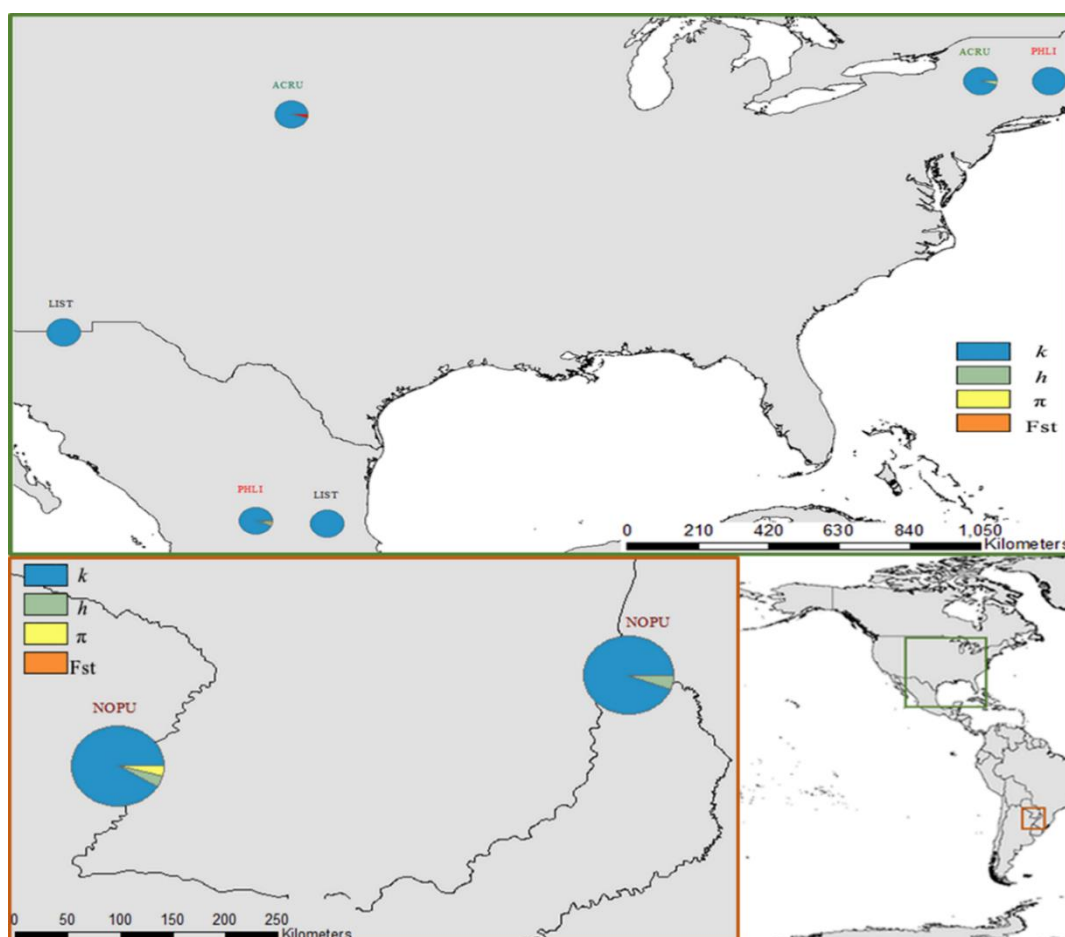 ACRU
PHLI
ACRU
LIST
k
h
π
Fst
PHLI
LIST
0 210 420 630 840 1,050
Kilometers
k
h
π
Fst
NOPU
NOPU
0 50 100 150 200 250
Kilometers